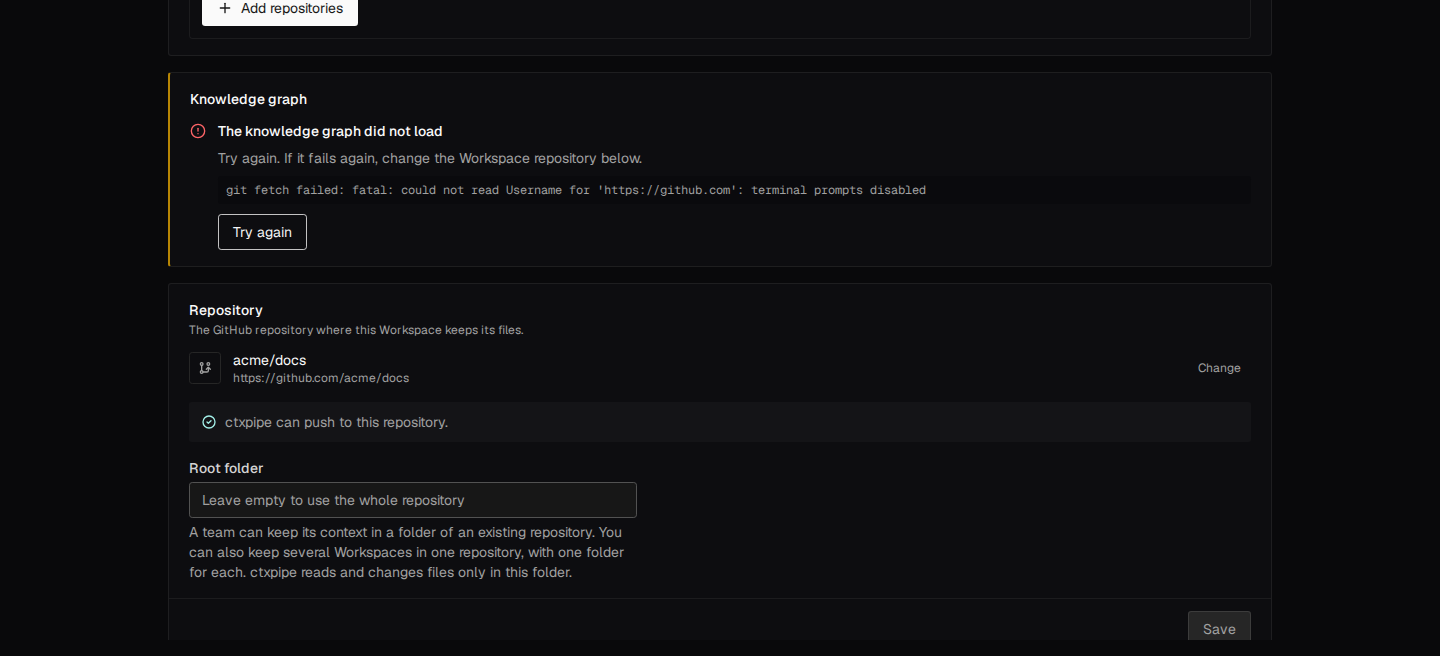 Add repositories
Knowledge graph
The knowledge graph did not load
Try again. If it fails again, change the Workspace repository below.
git fetch failed: fatal: could not read Username for 'https://github.com': terminal prompts disabled
Try again
Repository
The GitHub repository where this Workspace keeps its files.
acme/docs
https://github.com/acme/docs
Change
ctxpipe can push to this repository.
Root folder
Leave empty to use the whole repository
A team can keep its context in a folder of an existing repository. You
can also keep several Workspaces in one repository, with one folder
for each. ctxpipe reads and changes files only in this folder.
Save